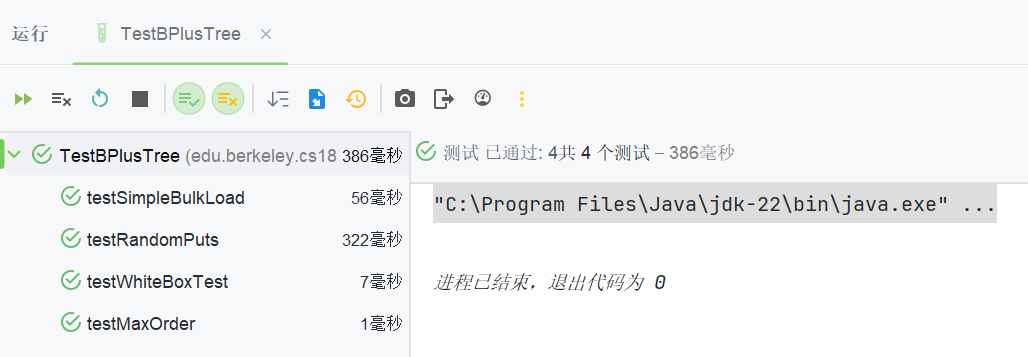 运行 TestBPlusTree ×
TestBPlusTree (edu.berkeley.cs18 386毫秒
testSimpleBulkLoad 56毫秒
testRandomPuts 322毫秒
testWhiteBoxTest 7毫秒
testMaxOrder 1毫秒
测试 已通过: 4共 4 个测试 – 386毫秒
"C:\Program Files\Java\jdk-22\bin\java.exe" ...
进程已结束，退出代码为 0